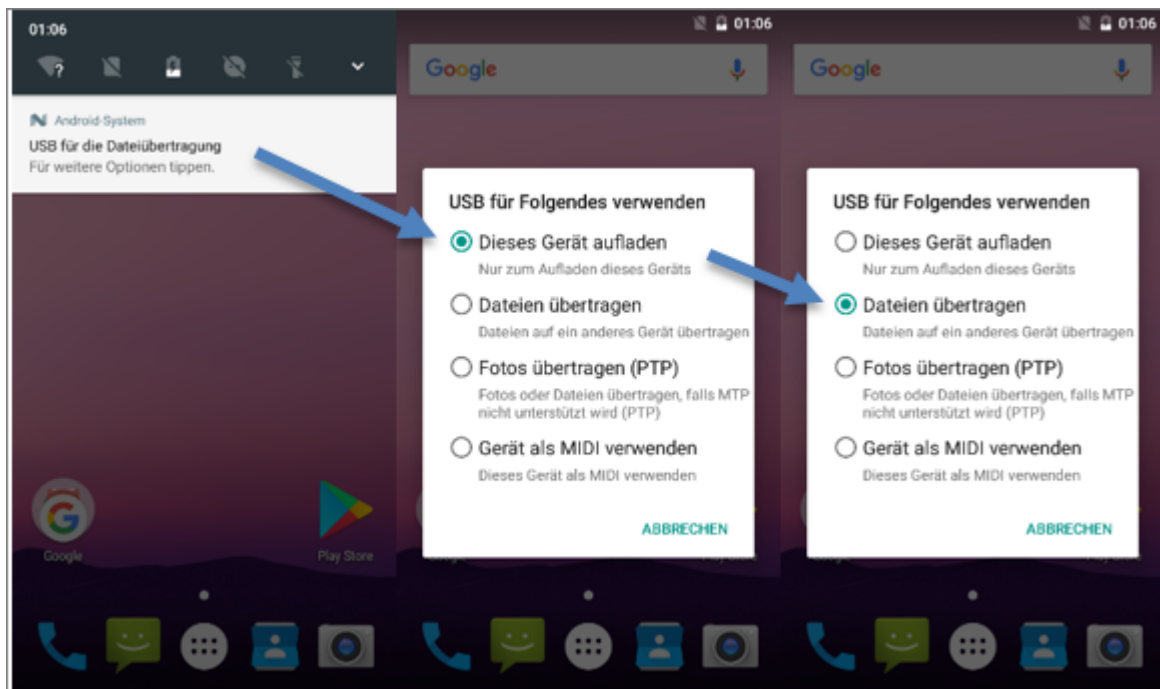 01:06
?
Android-System
USB für die Dateiübertragung
Für weitere Optionen tippen.
Google
Play Store
01:06
Google
USB für Folgendes verwenden
Dieses Gerät aufladen
Nur zum Aufladen dieses Geräts
Dateien übertragen
Dateien auf ein anderes Gerät übertragen
Fotos übertragen (PTP)
Fotos oder Dateien übertragen, falls MTP
nicht unterstützt wird (PTP)
Gerät als MIDI verwenden
Dieses Gerät als MIDI verwenden
ABBRECHEN
01:06
Google
USB für Folgendes verwenden
Dieses Gerät aufladen
Nur zum Aufladen dieses Geräts
Dateien übertragen
Dateien auf ein anderes Gerät übertragen
Fotos übertragen (PTP)
Fotos oder Dateien übertragen, falls MTP
nicht unterstützt wird (PTP)
Gerät als MIDI verwenden
Dieses Gerät als MIDI verwenden
ABBRECHEN